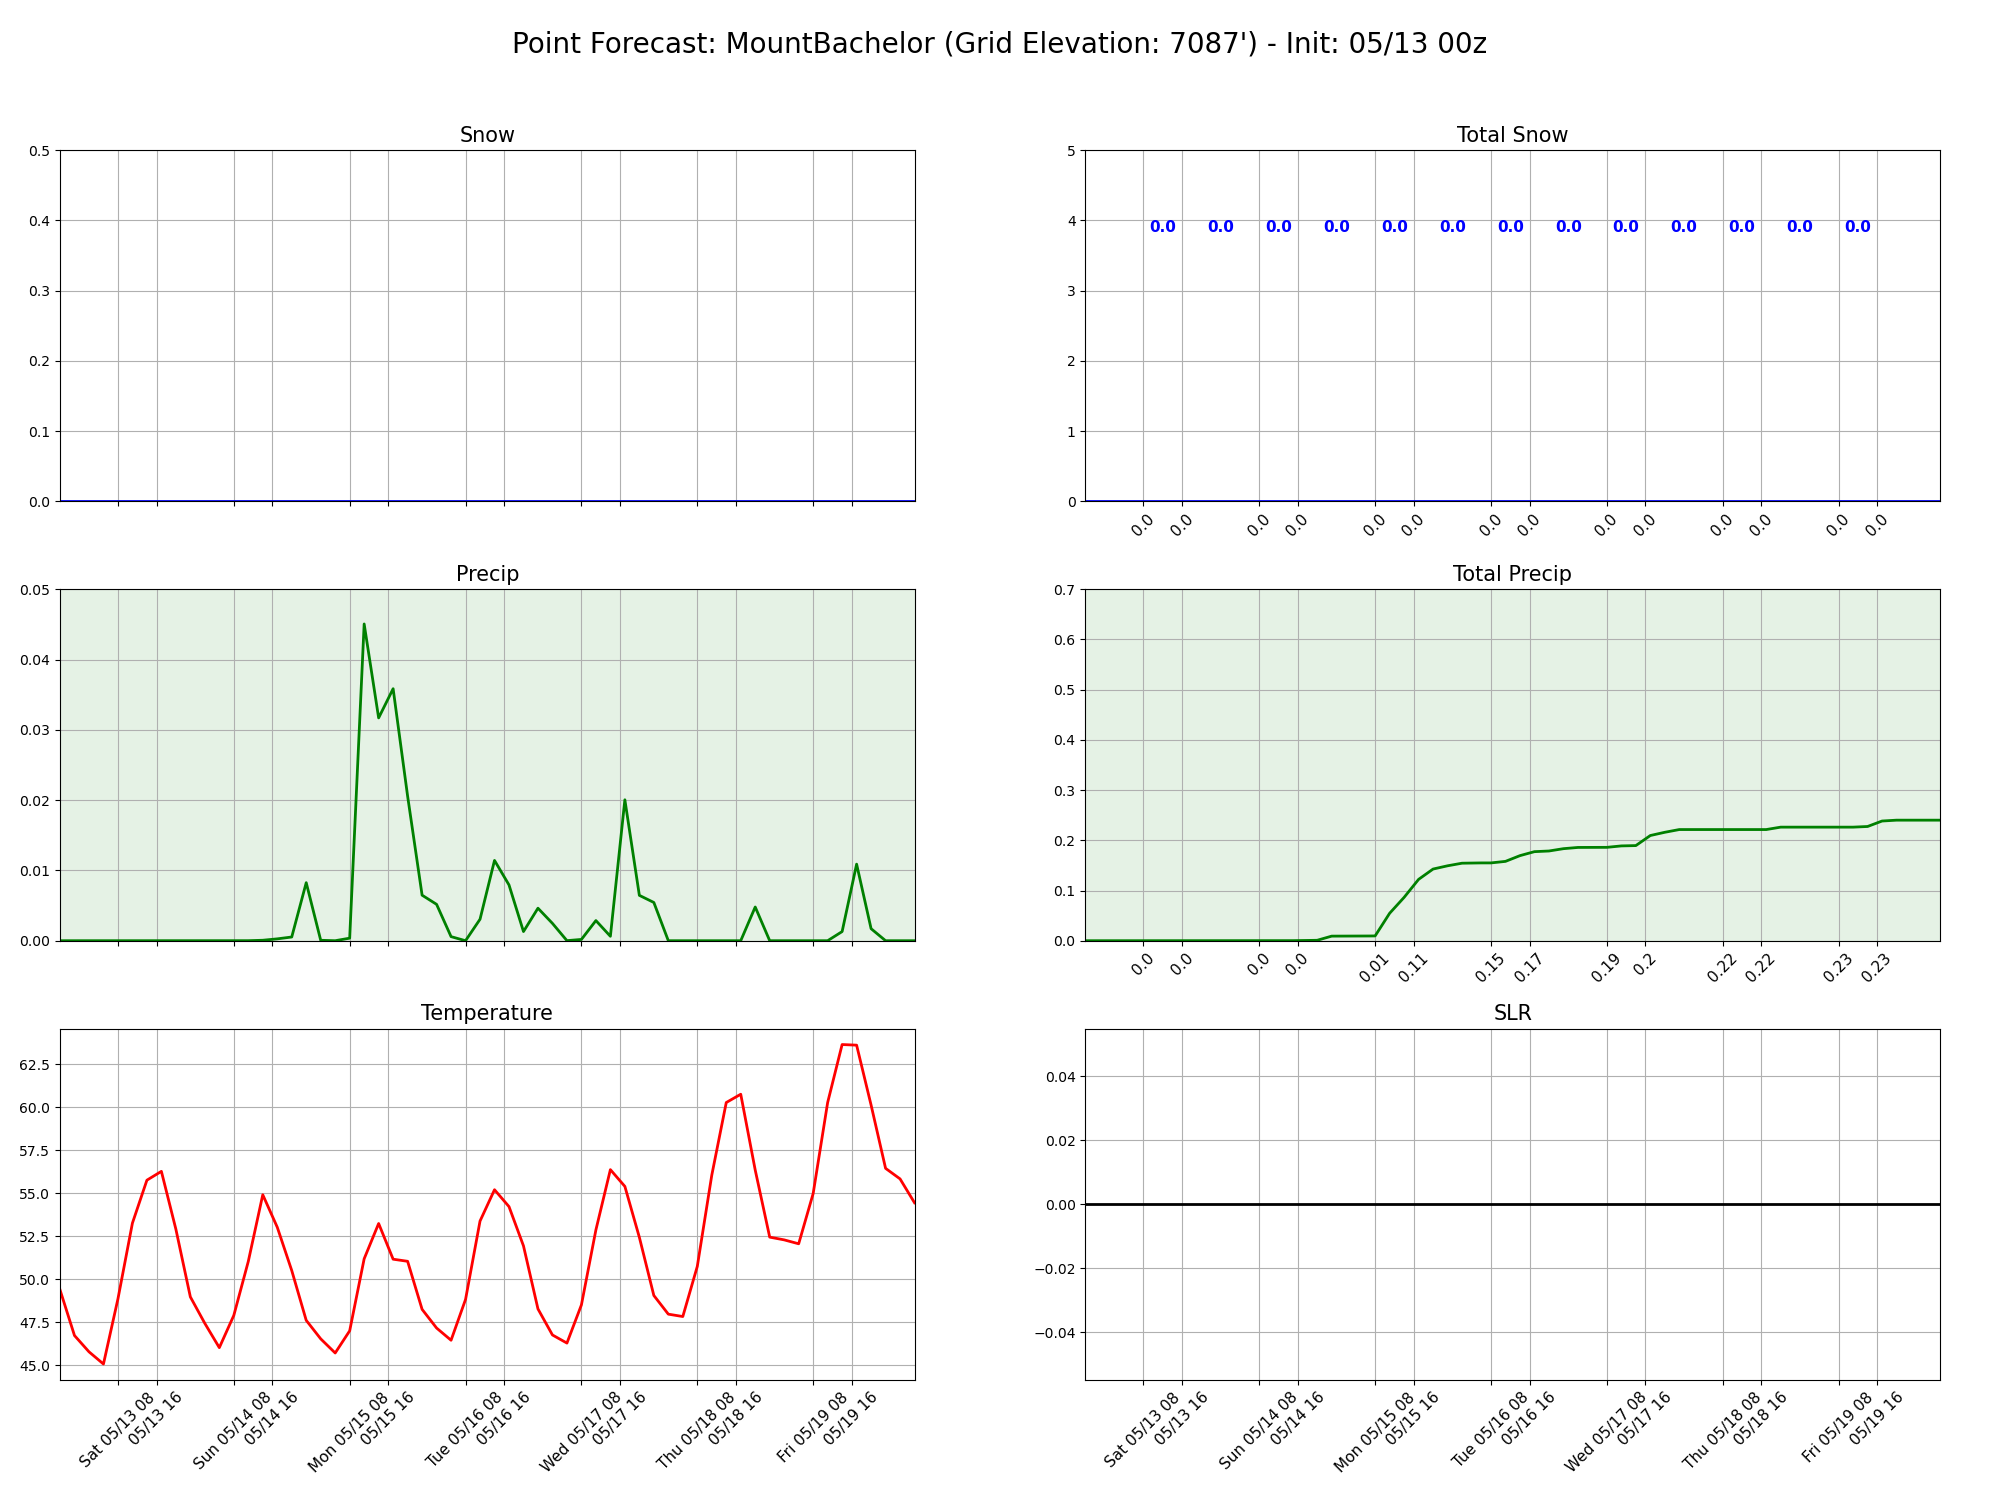 Point Forecast: MountBachelor (Grid Elevation: 7087') - Init: 05/13 00z
Snow
0.5
0.4
0.3
0.2
0.1
0.0
Total Snow
5
4
3
2
1
0
0.0 0.0 0.0 0.0 0.0 0.0 0.0 0.0 0.0 0.0 0.0 0.0 0.0
0.0 0.0 0.0 0.0 0.0 0.0 0.0 0.0 0.0 0.0 0.0 0.0 0.0 0.0
Precip
0.05
0.04
0.03
0.02
0.01
0.00
Total Precip
0.7
0.6
0.5
0.4
0.3
0.2
0.1
0.0
0.0 0.0 0.0 0.0 0.01 0.11 0.15 0.17 0.19 0.2 0.22 0.22 0.23 0.23
Temperature
62.5
60.0
57.5
55.0
52.5
50.0
47.5
45.0
Sat 05/13 08
05/13 16
Sun 05/14 08
05/14 16
Mon 05/15 08
05/15 16
Tue 05/16 08
05/16 16
Wed 05/17 08
05/17 16
Thu 05/18 08
05/18 16
Fri 05/19 08
05/19 16
SLR
0.04
0.02
0.00
−0.02
−0.04
Sat 05/13 08
05/13 16
Sun 05/14 08
05/14 16
Mon 05/15 08
05/15 16
Tue 05/16 08
05/16 16
Wed 05/17 08
05/17 16
Thu 05/18 08
05/18 16
Fri 05/19 08
05/19 16